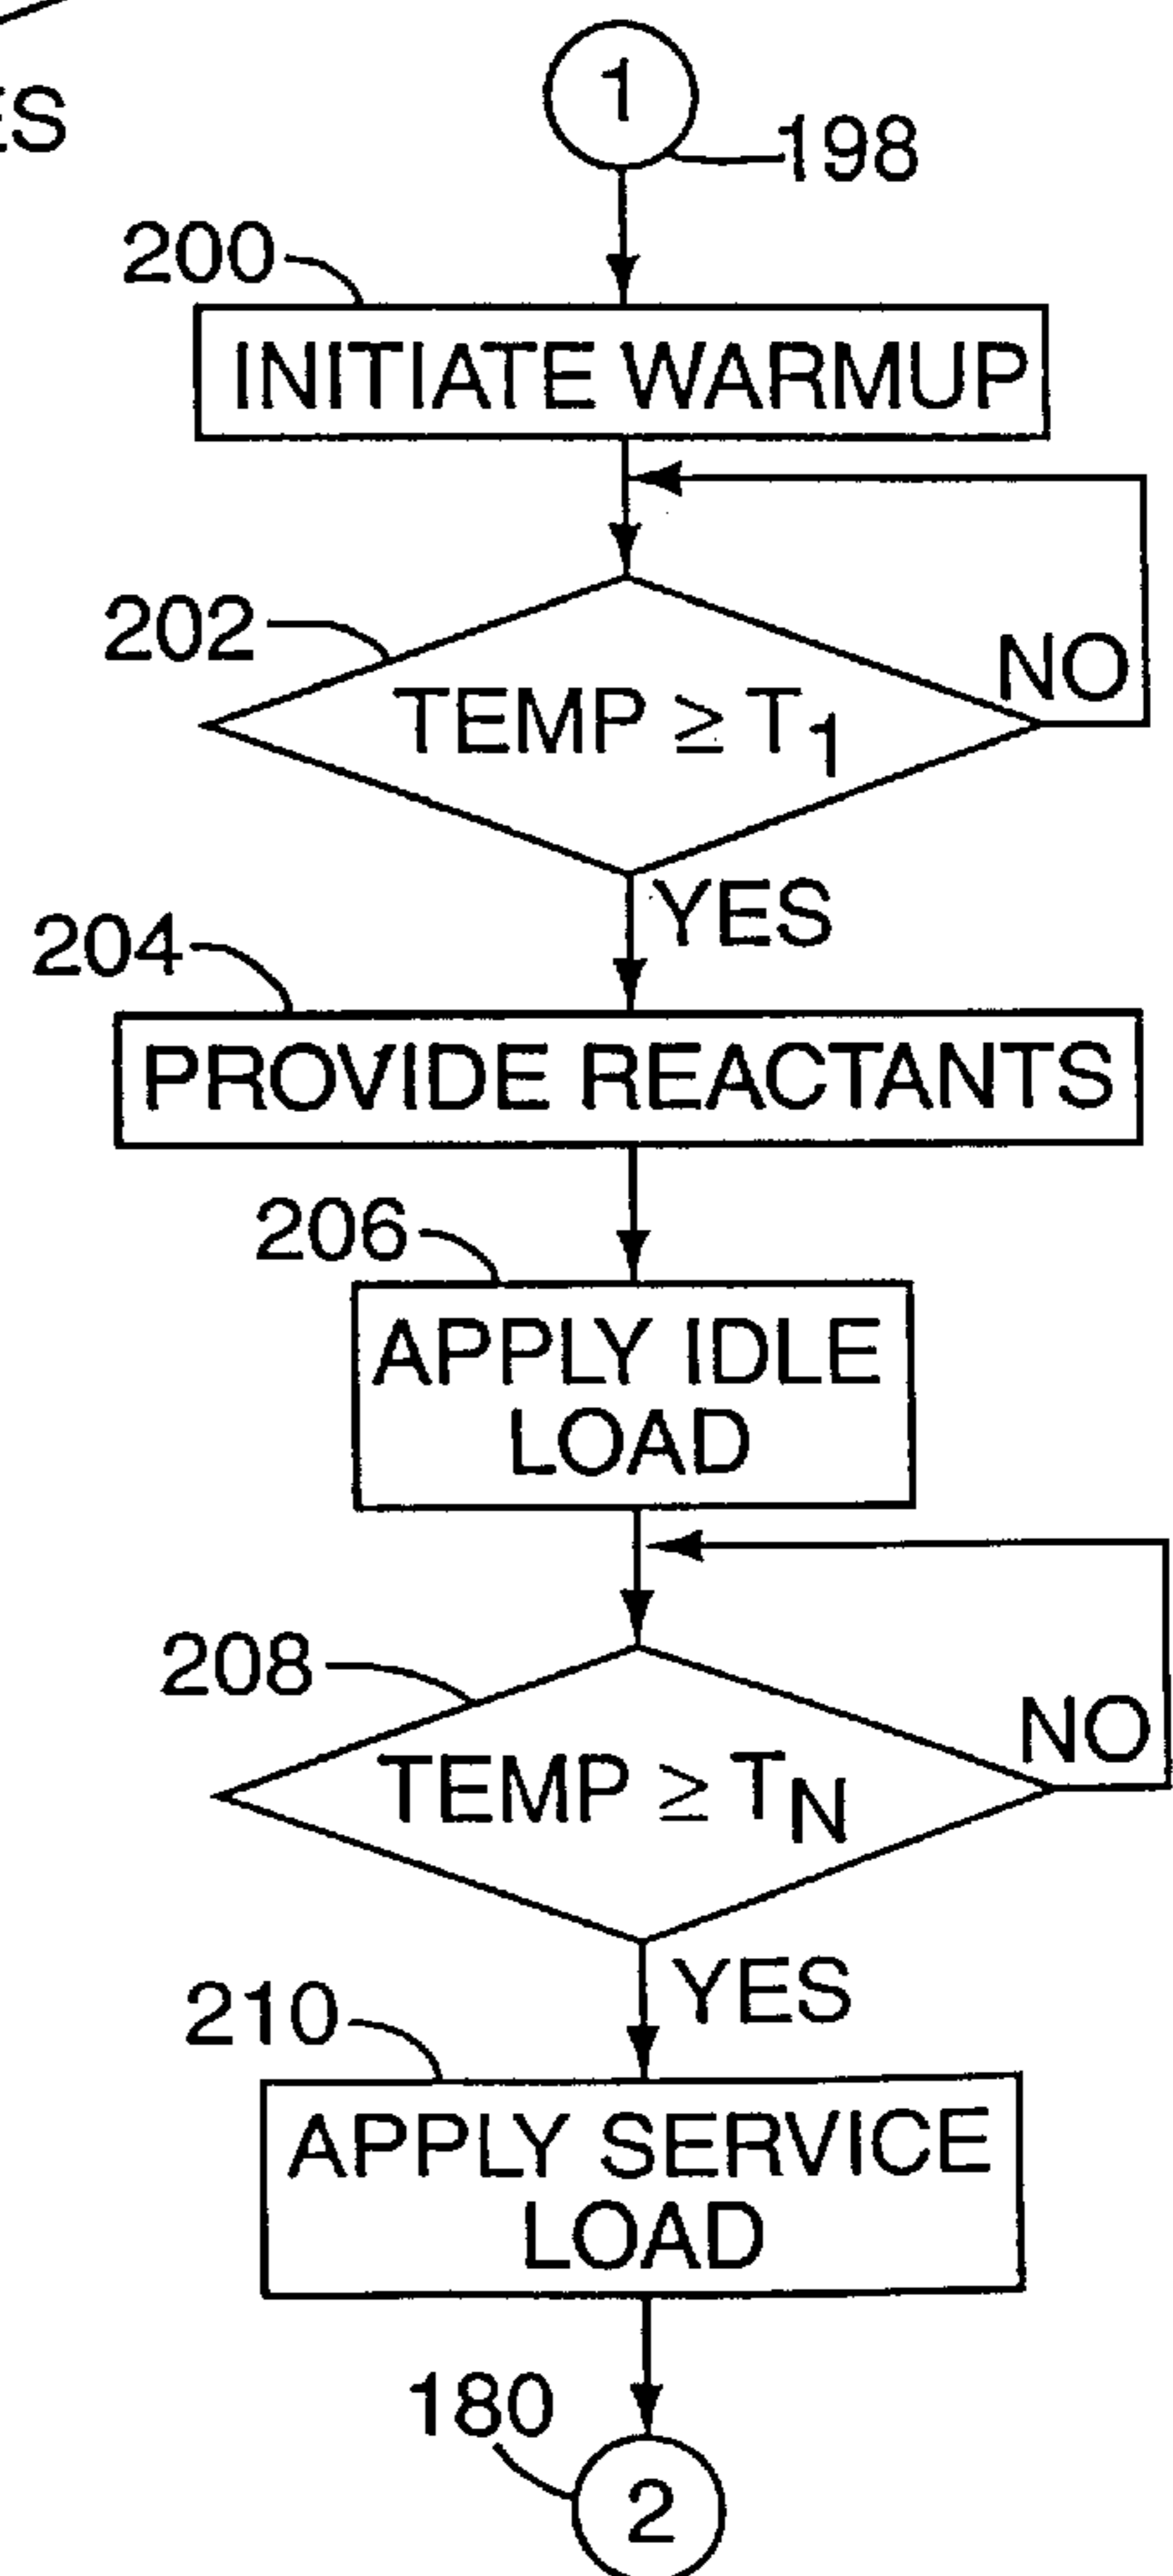 1
198
200
INITIATE WARMUP
202
NO
TEMP ≥ T1
YES
204
PROVIDE REACTANTS
206
APPLY IDLE
LOAD
208
NO
TEMP ≥ TN
YES
210
APPLY SERVICE
LOAD
180
2